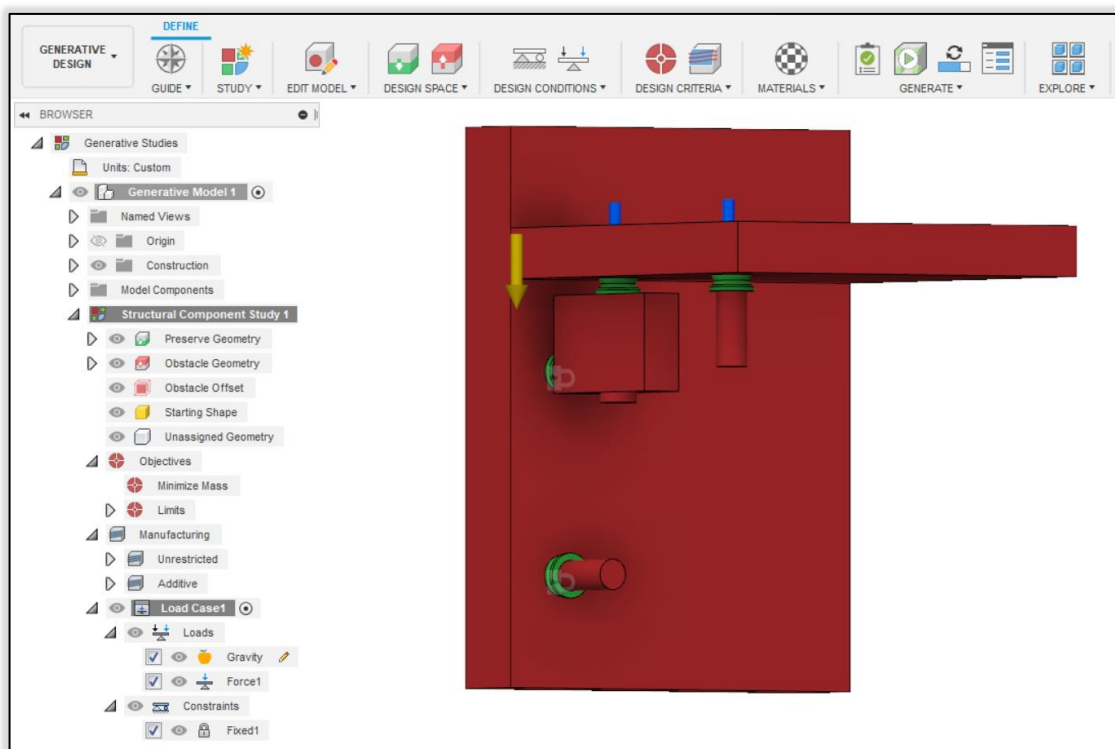 DEFINE
GENERATIVE
DESIGN
GUIDE
STUDY
EDIT MODEL
DESIGN SPACE
DESIGN CONDITIONS
DESIGN CRITERIA
MATERIALS
GENERATE
EXPLORE
BROWSER
Generative Studies
Units: Custom
Generative Model 1
Named Views
Origin
Construction
Model Components
Structural Component Study 1
Preserve Geometry
Obstacle Geometry
Obstacle Offset
Starting Shape
Unassigned Geometry
Objectives
Minimize Mass
Limits
Manufacturing
Unrestricted
Additive
Load Case1
Loads
Gravity
Force1
Constraints
Fixed1